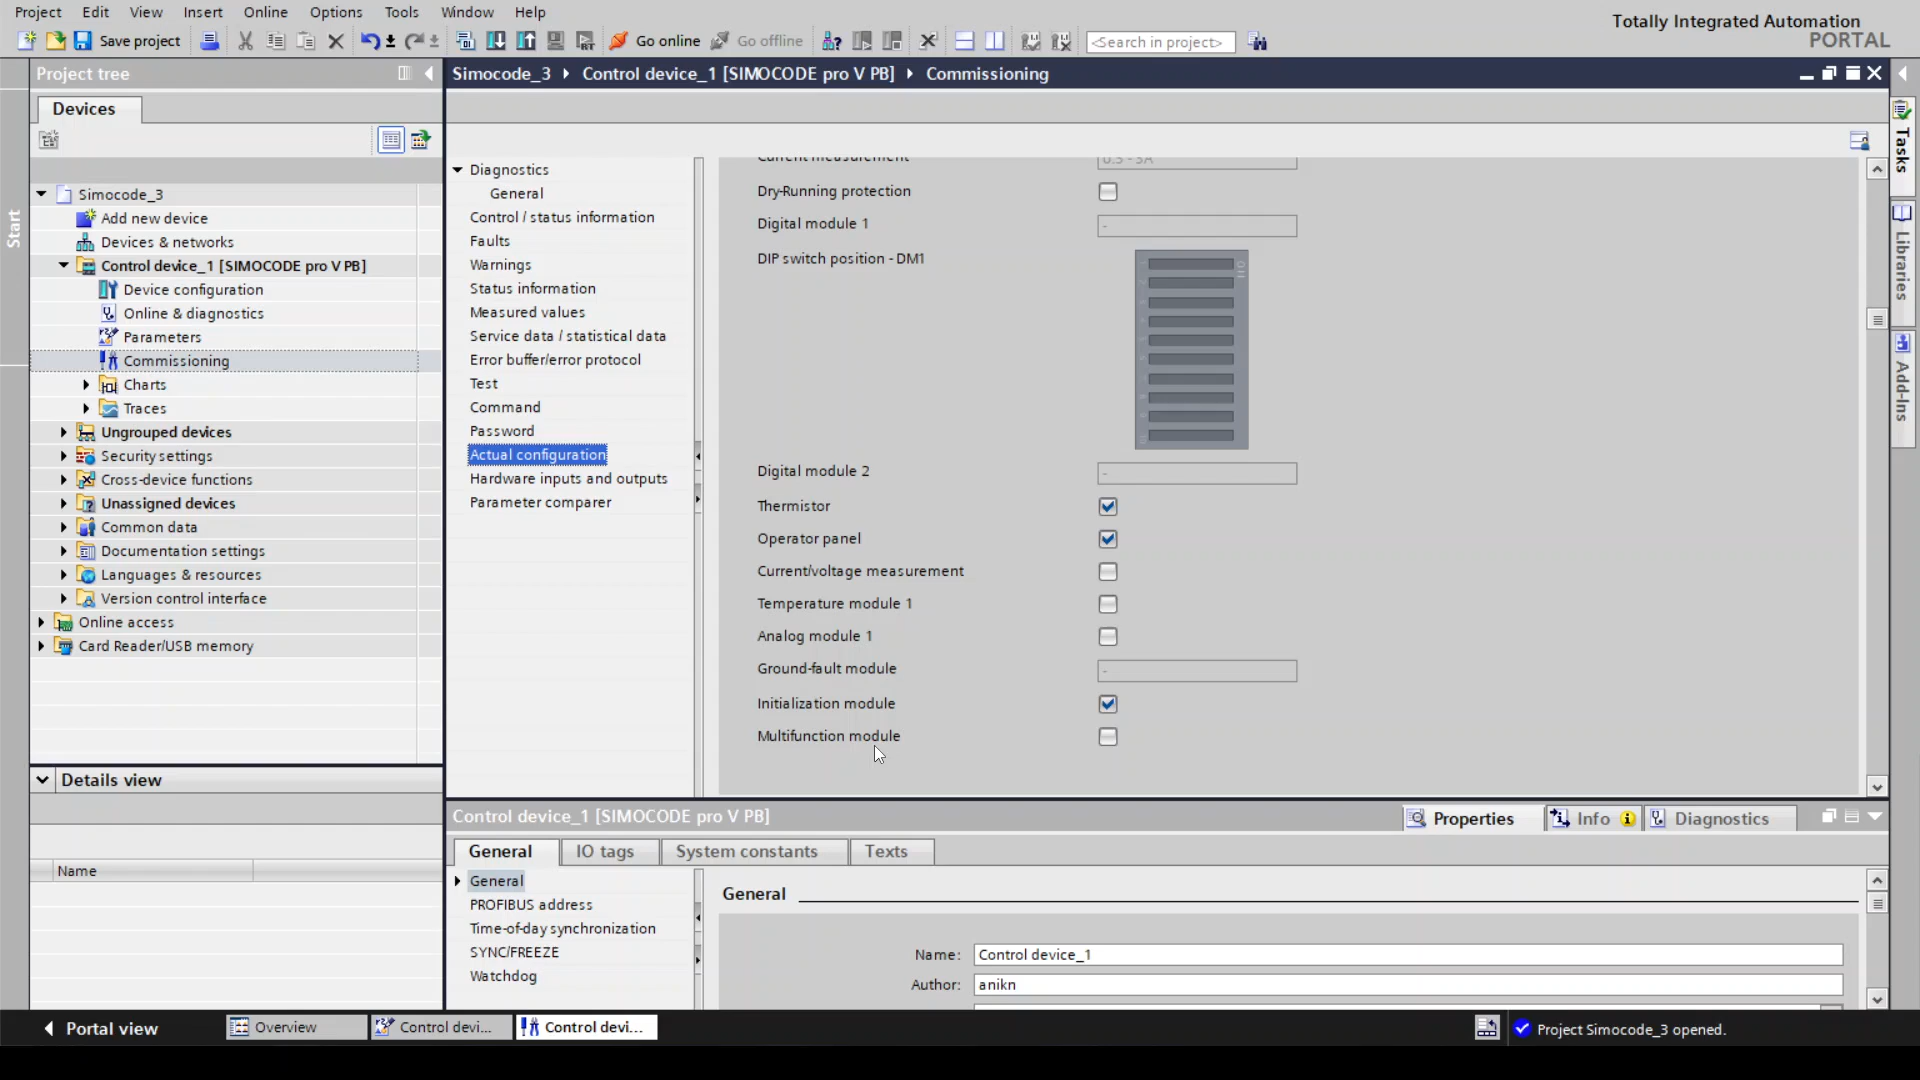 Project Edit View Insert Online Options Tools Window Help
Totally Integrated Automation
PORTAL
Save project
Go online
Go offline
<Search in project>
Project tree
Simocode_3
Control device_1 [SIMOCODE pro V PB]
Commissioning
Devices
Start
Simocode_3
Add new device
Devices & networks
Control device_1 [SIMOCODE pro V PB]
Device configuration
Online & diagnostics
Parameters
Commissioning
Charts
Traces
Ungrouped devices
Security settings
Cross-device functions
Unassigned devices
Common data
Documentation settings
Languages & resources
Version control interface
Online access
Card Reader/USB memory
Details view
Name
Diagnostics
General
Control / status information
Faults
Warnings
Status information
Measured values
Service data / statistical data
Error buffer/error protocol
Test
Command
Password
Actual configuration
Hardware inputs and outputs
Parameter comparer
Current measurement
0.3 - 3A
Dry-Running protection
Digital module 1
-
DIP switch position - DM1
Digital module 2
-
Thermistor
Operator panel
Current/voltage measurement
Temperature module 1
Analog module 1
Ground-fault module
-
Initialization module
Multifunction module
Tasks
Libraries
Add-Ins
Control device_1 [SIMOCODE pro V PB]
Properties
Info
Diagnostics
General
IO tags
System constants
Texts
General
PROFIBUS address
Time-of-day synchronization
SYNC/FREEZE
Watchdog
General
Name:
Control device_1
Author:
anikn
Portal view
Overview
Control devi...
Control devi...
Project Simocode_3 opened.